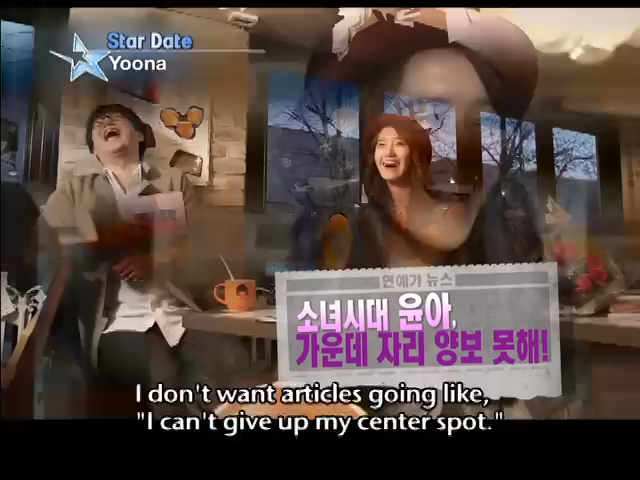 Star Date
Yoona
연예가 뉴스
소녀시대 윤아,
가운데 자리 양보 못해!
I don't want articles going like,
"I can't give up my center spot."